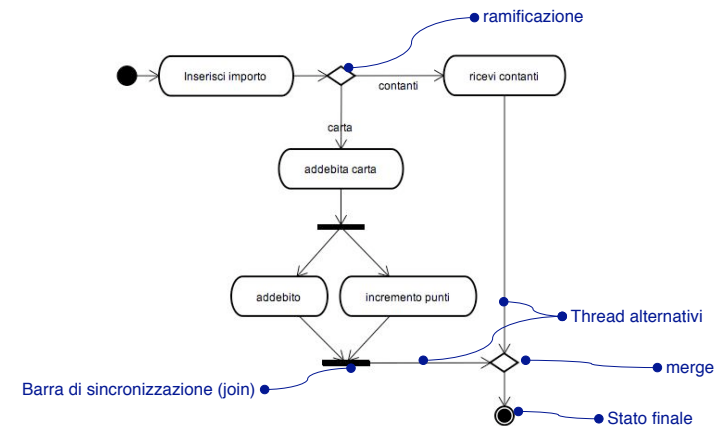 ramificazione
Inserisci importo
ricevi contanti
contanti
carta
addebita carta
addebito
incremento punti
Thread alternativi
merge
Barra di sincronizzazione (join)
Stato finale